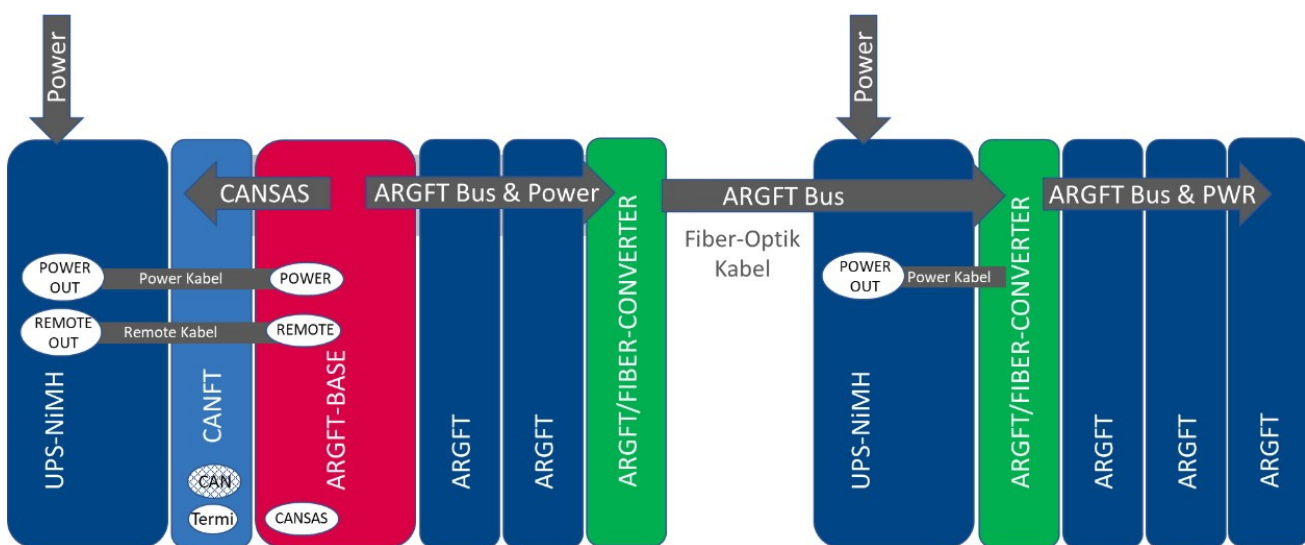 Power
Power
CANSAS
ARGFT Bus & Power
ARGFT Bus
ARGFT Bus & PWR
Fiber-Optik
Kabel
POWER
OUT
Power Kabel
POWER
POWER
OUT
Power Kabel
REMOTE
OUT
Remote Kabel
REMOTE
UPS-NiMH
CANFT
ARGFT-BASE
ARGFT
ARGFT
ARGFT/FIBER-CONVERTER
UPS-NiMH
ARGFT/FIBER-CONVERTER
ARGFT
ARGFT
ARGFT
CAN
Termi
CANSAS